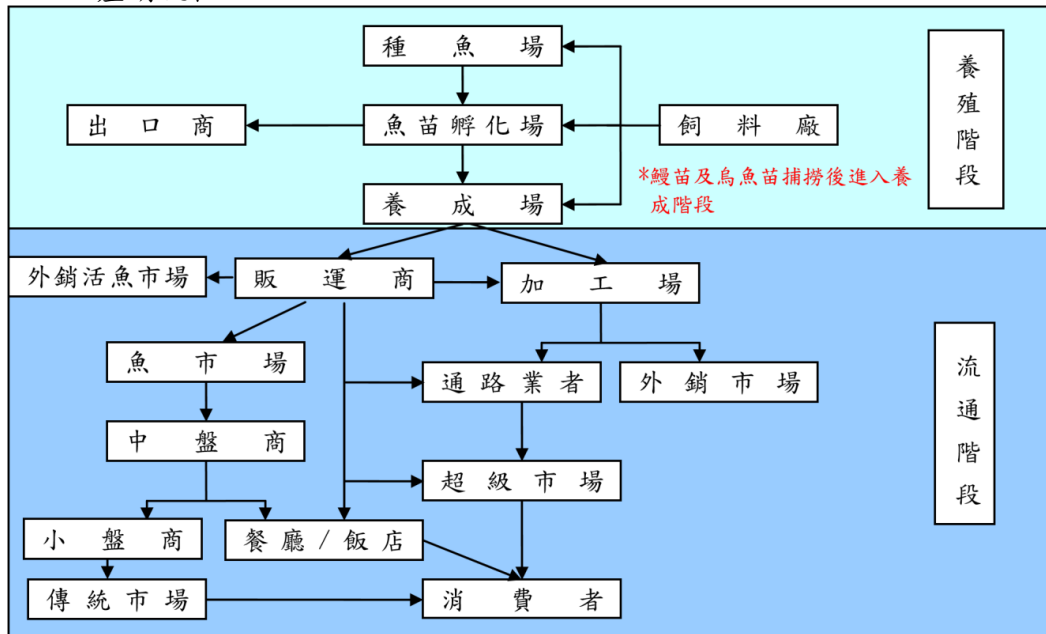 種魚場
養殖階段
出口商
魚苗孵化場
飼料廠
*鰻苗及烏魚苗捕撈後進入養
成階段
養成場
外銷活魚市場
販運商
加工場
魚市場
通路業者
外銷市場
流通階段
中盤商
超級市場
小盤商
餐廳/飯店
傳統市場
消費者